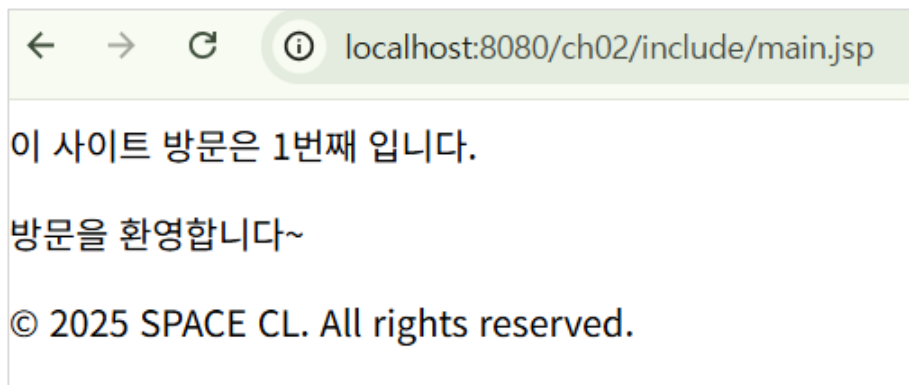 localhost:8080/ch02/include/main.jsp
이 사이트 방문은 1번째 입니다.
방문을 환영합니다~
© 2025 SPACE CL. All rights reserved.